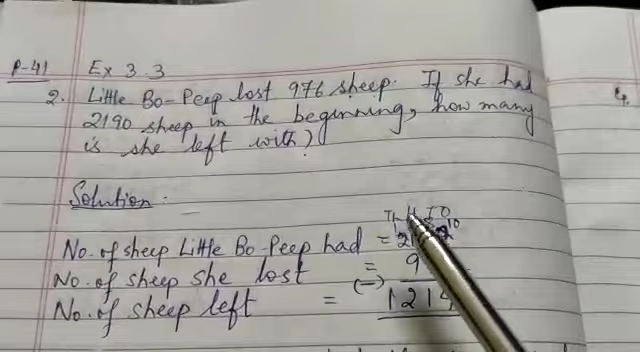 P-41 Ex 3.3
2. Little Bo-Peep lost 976 sheep. If she had
2190 sheep in the beginning, how many
is she left with?
Solution.
Th H T O
No. of sheep Little Bo-Peep had =
No. of sheep she lost = 9
No. of sheep left = (-) 1214